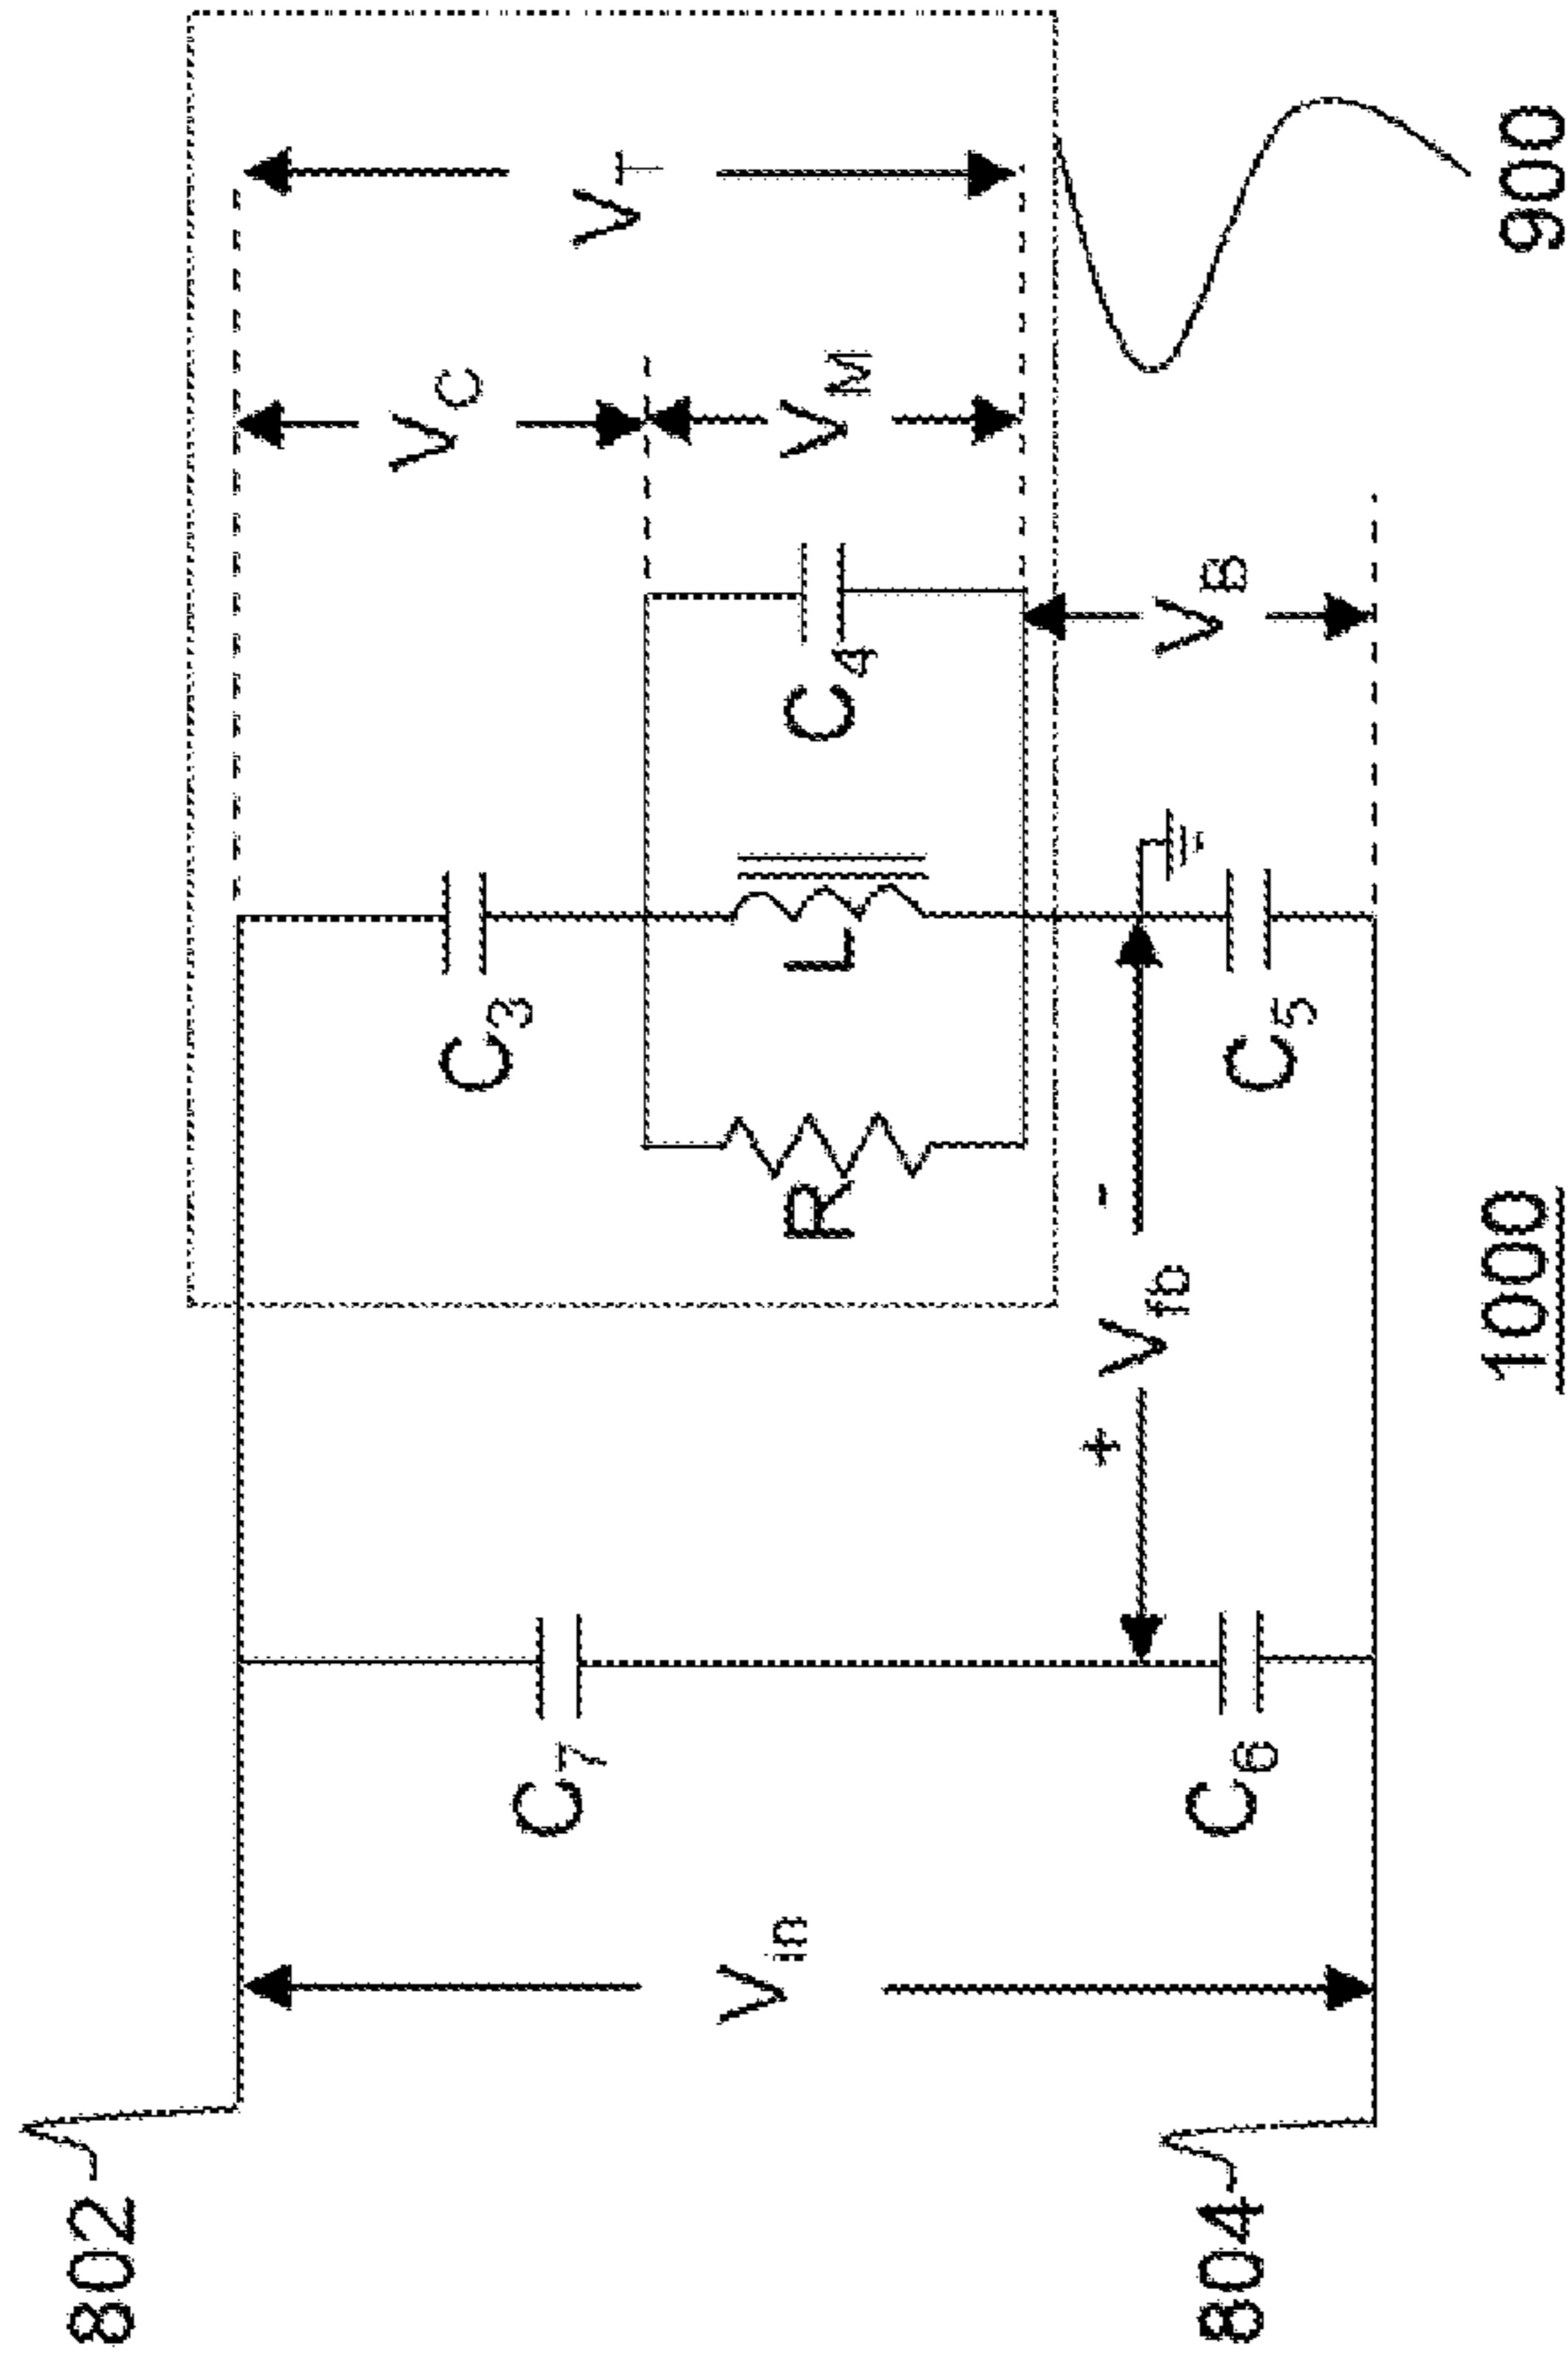 802
V_in
C_7
C_6
804
+ V_fb -
R
L
C_3
C_4
C_5
V_C
V_M
V_T
V_B
900
1000